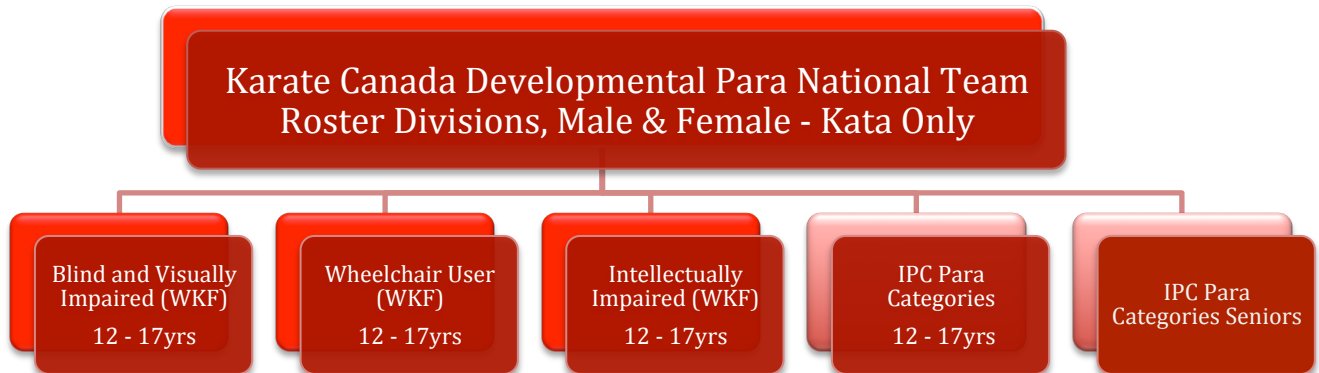 Karate Canada Developmental Para National Team
Roster Divisions, Male & Female - Kata Only
Blind and Visually
Impaired (WKF)
12 - 17yrs
Wheelchair User
(WKF)
12 - 17yrs
Intellectually
Impaired (WKF)
12 - 17yrs
IPC Para
Categories
12 - 17yrs
IPC Para
Categories Seniors